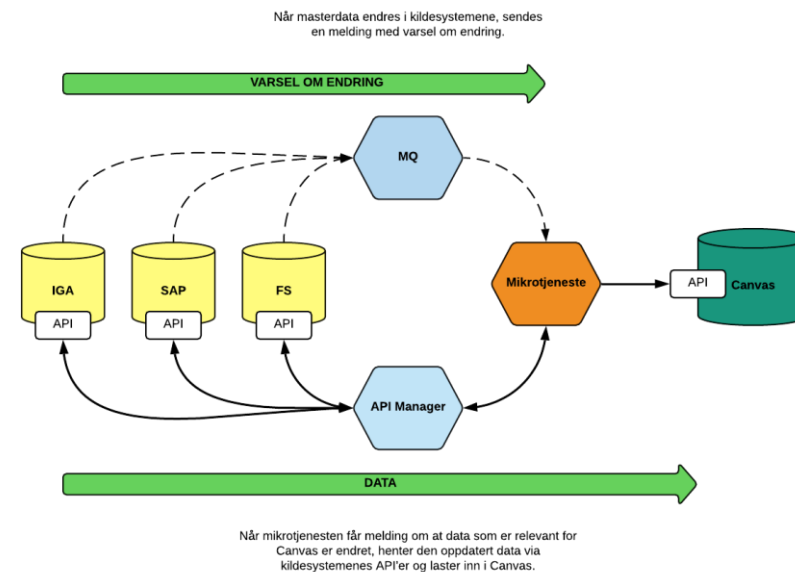 Når masterdata endres i kildesystemene, sendes
en melding med varsel om endring.
VARSEL OM ENDRING
MQ
IGA
SAP
FS
Mikrotjeneste
API
Canvas
API
API
API
API Manager
DATA
Når mikrotjenesten får melding om at data som er relevant for
Canvas er endret, henter den oppdatert data via
kildesystemenes API'er og laster inn i Canvas.